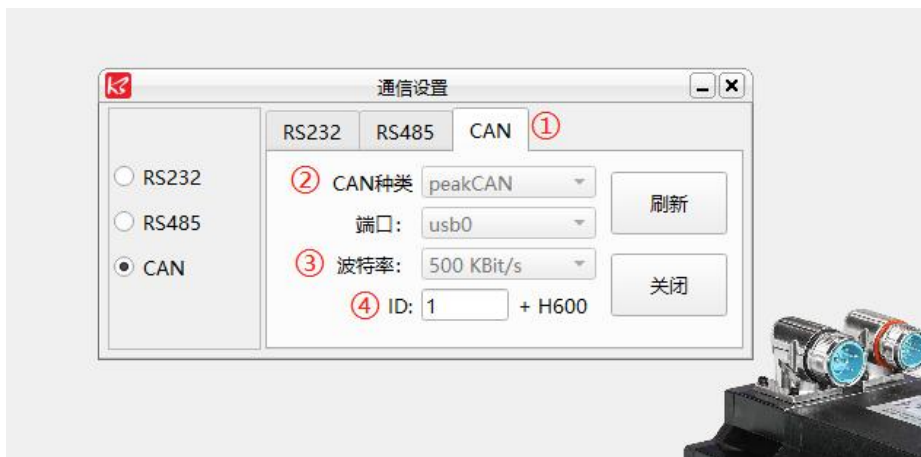 通信设置
RS232 RS485 CAN ①
RS232
RS485
CAN
② CAN种类 peakCAN
端口: usb0
③ 波特率: 500 KBit/s
④ ID: 1 + H600
刷新
关闭